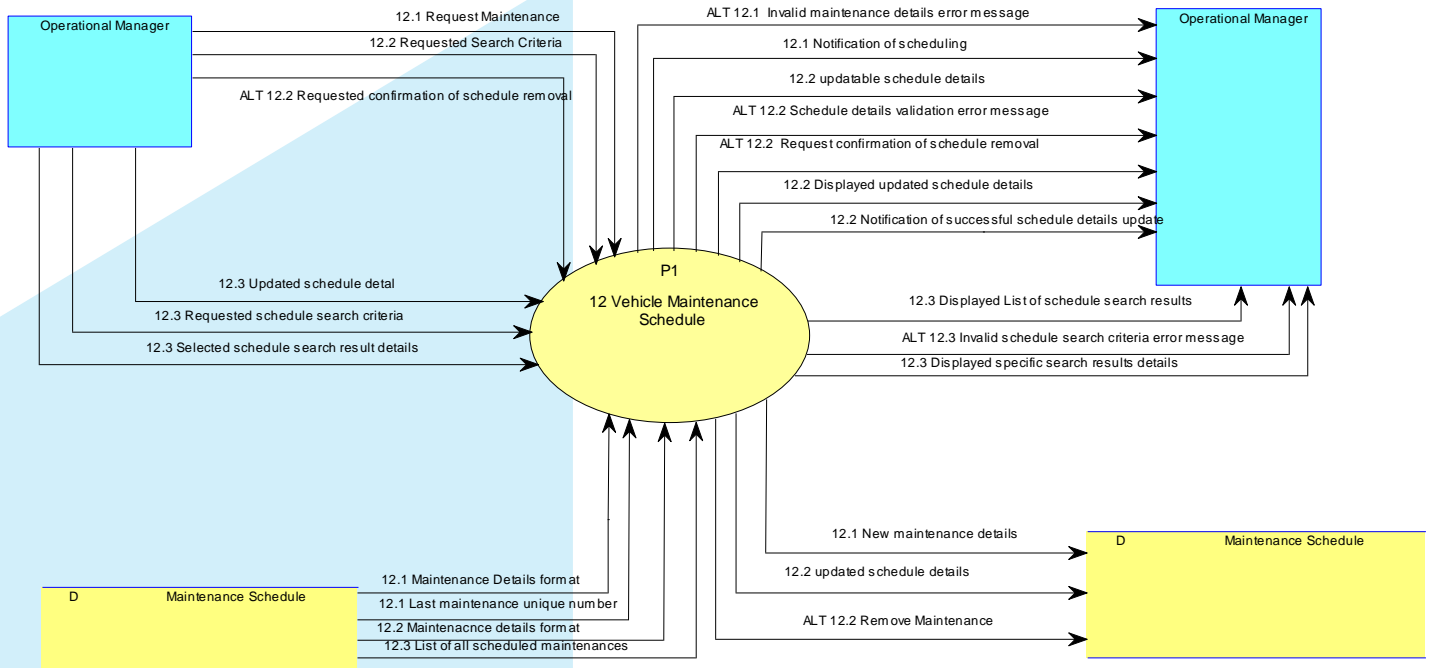 Operational Manager
12.1 Request Maintenance
12.2 Requested Search Criteria
ALT 12.2 Requested confirmation of schedule removal
ALT 12.1  Invalid maintenance details error message
12.1 Notification of scheduling
12.2 updatable schedule details
ALT 12.2 Schedule details validation error message
ALT 12.2  Request confirmation of schedule removal
12.2 Displayed updated schedule details
12.2 Notification of successful schedule details update
Operational Manager
P1
12 Vehicle Maintenance
Schedule
12.3 Updated schedule detal
12.3 Requested schedule search criteria
12.3 Selected schedule search result details
12.3 Displayed List of schedule search results
ALT 12.3 Invalid schedule search criteria error message
12.3 Displayed specific search results details
12.1 New maintenance details
12.2 updated schedule details
ALT 12.2 Remove Maintenance
D Maintenance Schedule
D Maintenance Schedule
12.1 Maintenance Details format
12.1 Last maintenance unique number
12.2 Maintenacnce details format
12.3 List of all scheduled maintenances